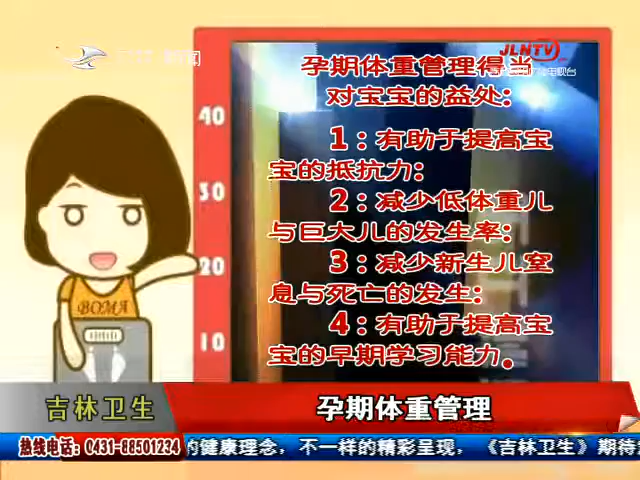 新闻
JLNTV
孕期体重管理得当
对宝宝的益处:
1：有助于提高宝
宝的抵抗力;
2：减少低体重儿
与巨大儿的发生率;
3：减少新生儿窒
息与死亡的发生;
4：有助于提高宝
宝的早期学习能力。
40
30
20
10
BOMA
吉林卫生
孕期体重管理
热线电话: 0431-88501234
的健康理念，不一样的精彩呈现，《吉林卫生》期待